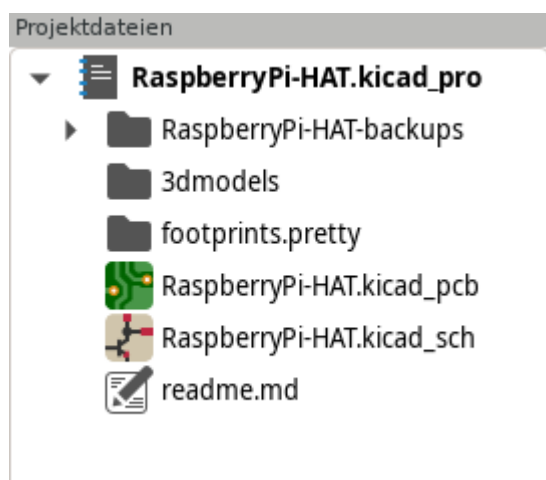 Projektdateien
RaspberryPi-HAT.kicad_pro
RaspberryPi-HAT-backups
3dmodels
footprints.pretty
RaspberryPi-HAT.kicad_pcb
RaspberryPi-HAT.kicad_sch
readme.md